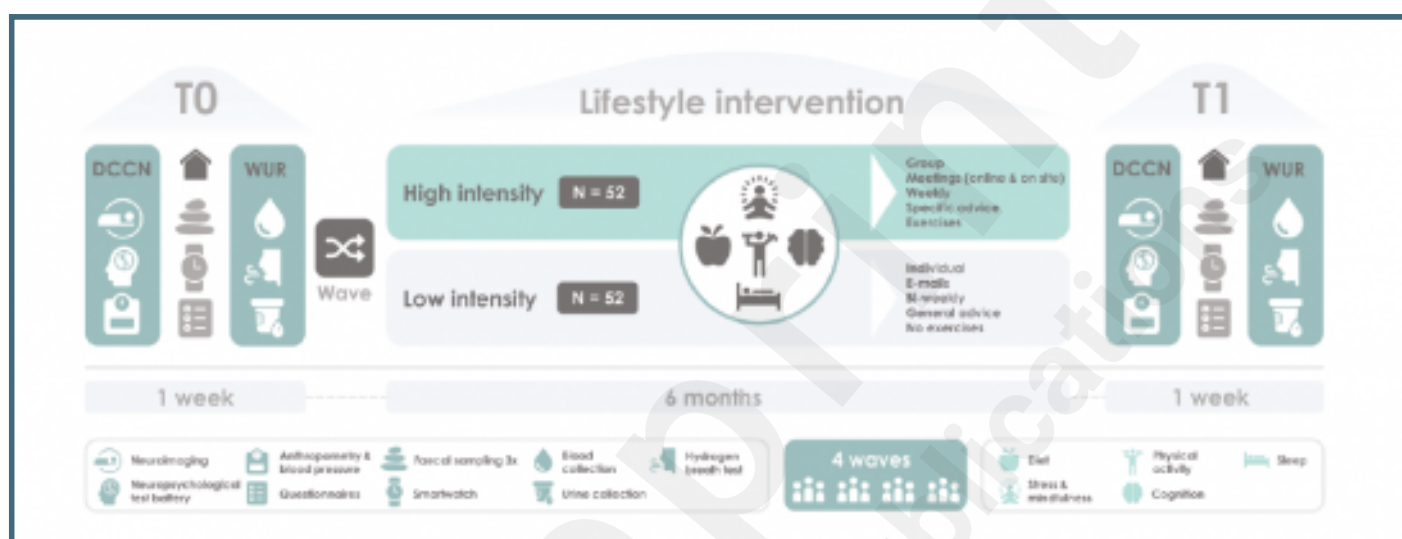 T0
Lifestyle intervention
T1
DCCN
WUR
High intensity
N = 52
Group
Meetings (online & on site)
Weekly
Specific advice
Exercises
Wave
Low intensity
N = 52
Individual
E-mails
Bi-weekly
General advice
No exercises
DCCN
WUR
1 week
6 months
1 week
Neuroimaging
Anthropometry &
blood pressure
Faecal sampling 3x
Blood
collection
Hydrogen
breath test
Neuropsychological
test battery
Questionnaires
Smartwatch
Urine collection
4 waves
Diet
Physical
activity
Sleep
Stress &
mindfulness
Cognition